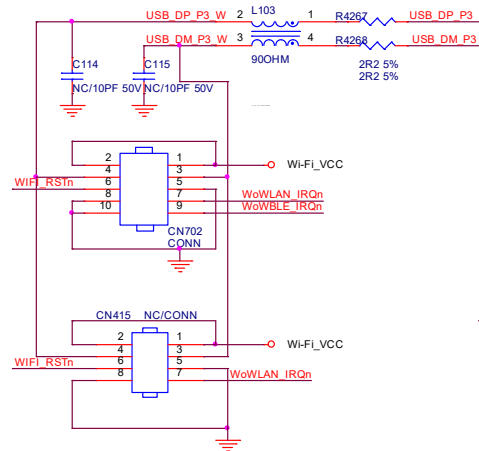 USB_DP_P3_W 2 L103 1 R4267 USB_DP_P3
USB_DM_P3_W 3 4 R4268 USB_DM_P3
C114 C115 90OHM 2R2 5%
NC/10PF 50V NC/10PF 50V 2R2 5%
2 1 Wi-Fi_VCC
4 3
WIFI_RSTn 6 5
8 7 WoWLAN_IRQn
10 9 WoWBLE_IRQn
CN702
CONN
CN415 NC/CONN
2 1 Wi-Fi_VCC
4 3
WIFI_RSTn 6 5
8 7 WoWLAN_IRQn